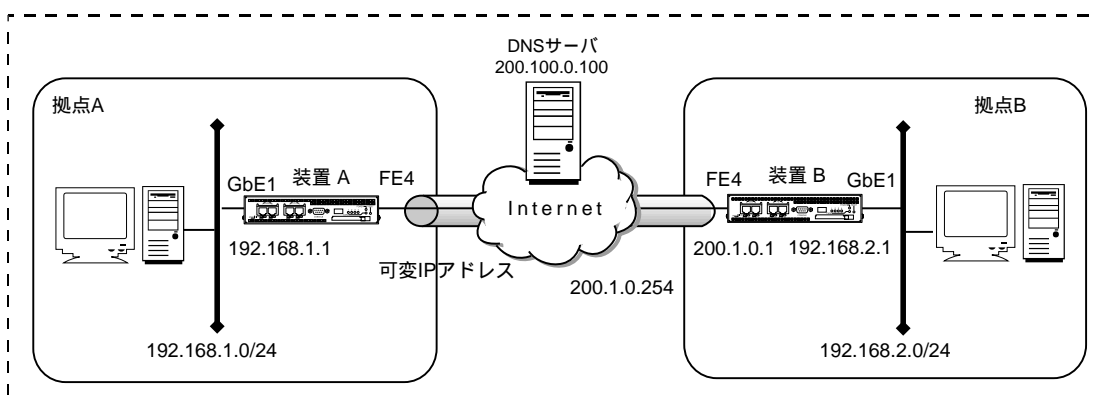 DNSサーバ
200.100.0.100
拠点A
拠点B
GbE1
装置 A
FE4
Internet
FE4
装置 B
GbE1
192.168.1.1
200.1.0.1
192.168.2.1
可変IPアドレス
200.1.0.254
192.168.1.0/24
192.168.2.0/24